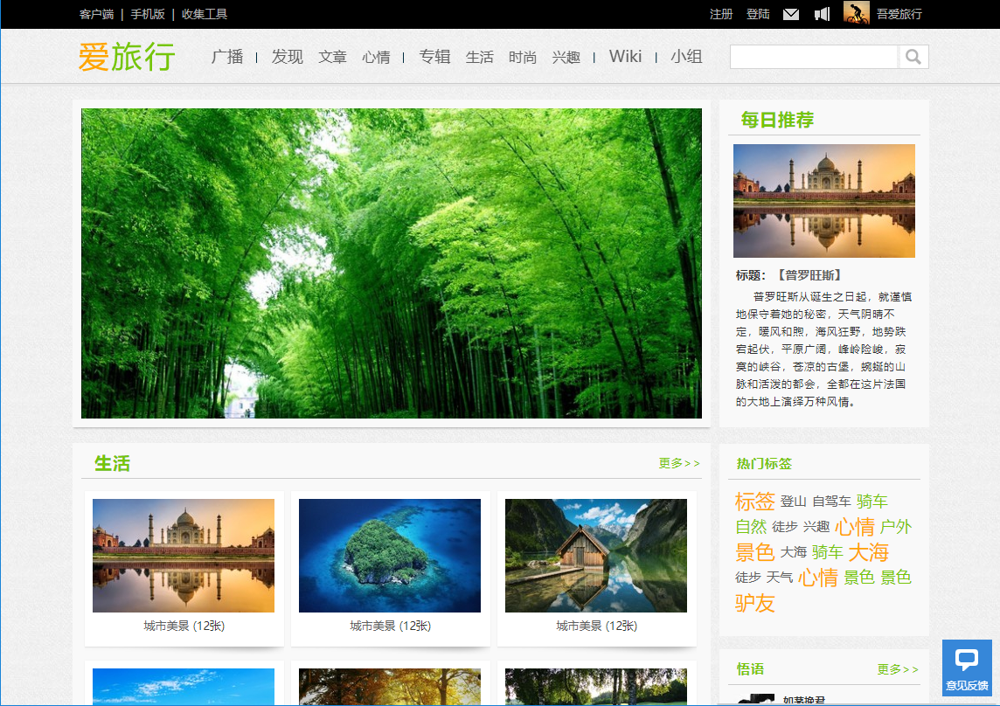 客户端 | 手机版 | 收集工具
注册 登陆 吾爱旅行
爱旅行
广播 | 发现 文章 心情 | 专辑 生活 时尚 兴趣 | Wiki | 小组
每日推荐
标题：【普罗旺斯】
普罗旺斯从诞生之日起，就谨慎
地保守着她的秘密，天气阴晴不
定，暖风和煦，海风狂野，地势跌
宕起伏，平原广阔，峰岭险峻，寂
寞的峡谷，苍凉的古堡，蜿蜒的山
脉和活泼的都会，全都在这片法国
的大地上演绎万种风情。
生活
更多>>
城市美景 (12张)
城市美景 (12张)
城市美景 (12张)
热门标签
标签 登山 自驾车 骑车
自然 徒步 兴趣 心情 户外
景色 大海 骑车 大海
徒步 天气 心情 景色 景色
驴友
悟语
更多>>
如茅挽君
意见反馈